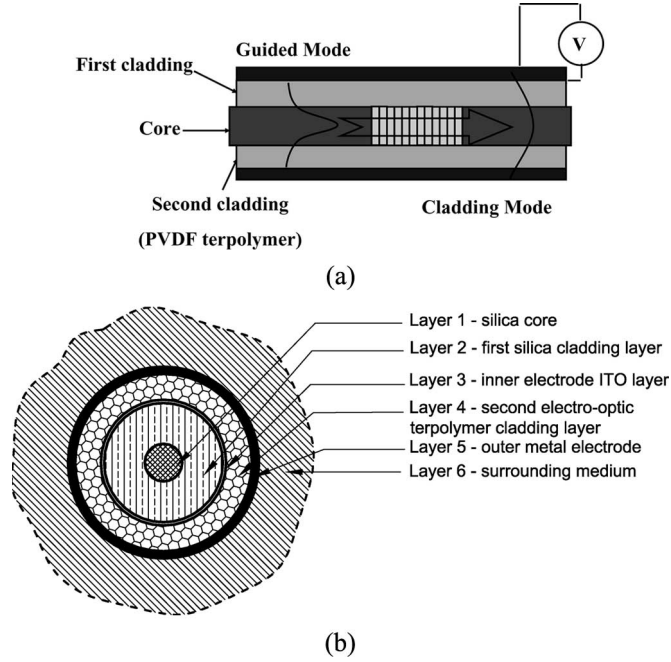 Guided Mode
V
First cladding
Core
Second cladding
(PVDF terpolymer)
Cladding Mode
(a)
Layer 1 - silica core
Layer 2 - first silica cladding layer
Layer 3 - inner electrode ITO layer
Layer 4 - second electro-optic
terpolymer cladding layer
Layer 5 - outer metal electrode
Layer 6 - surrounding medium
(b)